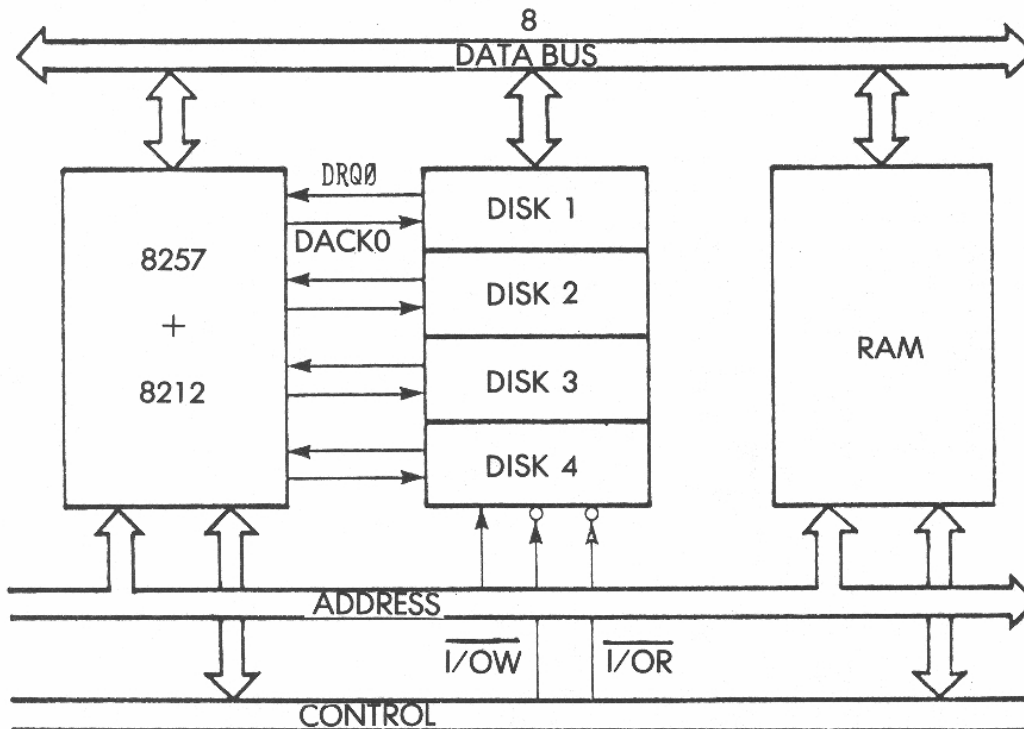 8
DATA BUS
DRQ0
DACK0
8257
+
8212
DISK 1
DISK 2
DISK 3
DISK 4
RAM
ADDRESS
I/OW
I/OR
CONTROL